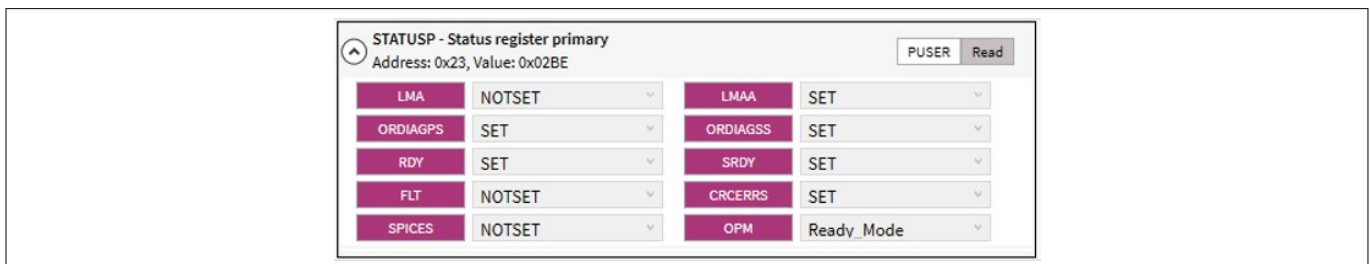 STATUSP - Status register primary
Address: 0x23, Value: 0x02BE
PUSER Read
LMA NOTSET LMAA SET
ORDIAGPS SET ORDIAGSS SET
RDY SET SRDY SET
FLT NOTSET CRCERRS SET
SPICES NOTSET OPM Ready_Mode